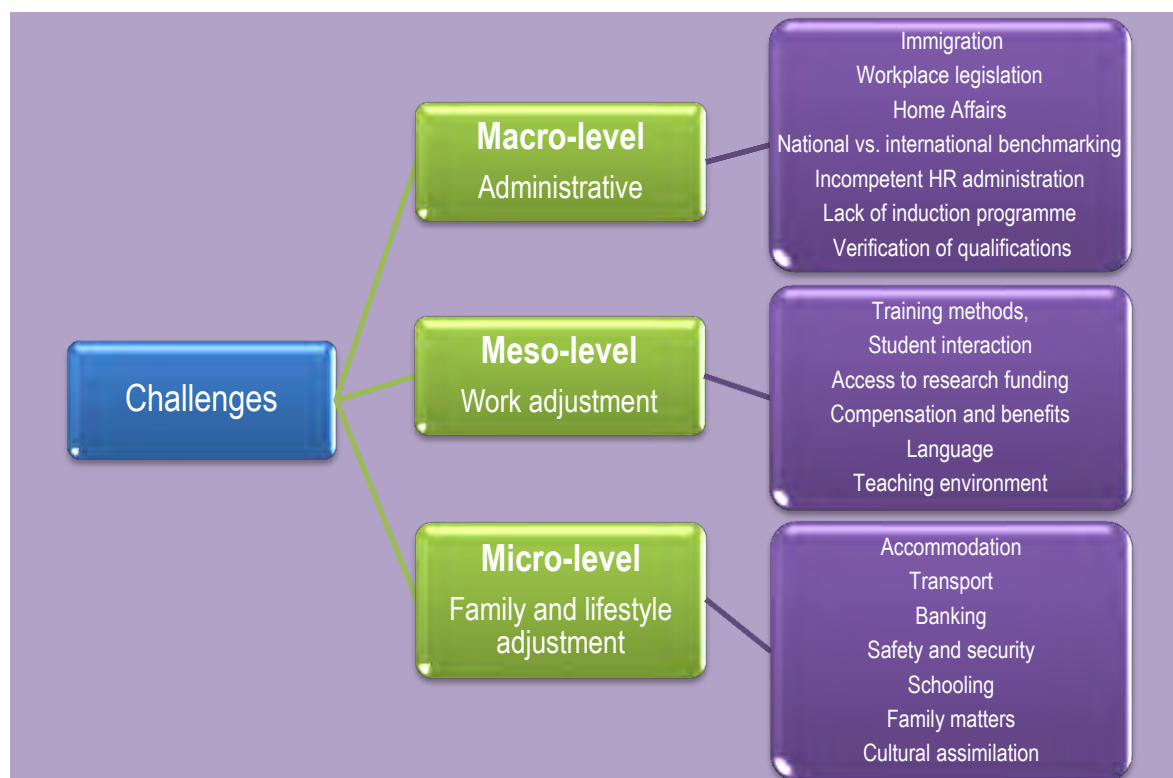 Challenges
Macro-level
Administrative
Immigration
Workplace legislation
Home Affairs
National vs. international benchmarking
Incompetent HR administration
Lack of induction programme
Verification of qualifications
Meso-level
Work adjustment
Training methods,
Student interaction
Access to research funding
Compensation and benefits
Language
Teaching environment
Micro-level
Family and lifestyle
adjustment
Accommodation
Transport
Banking
Safety and security
Schooling
Family matters
Cultural assimilation